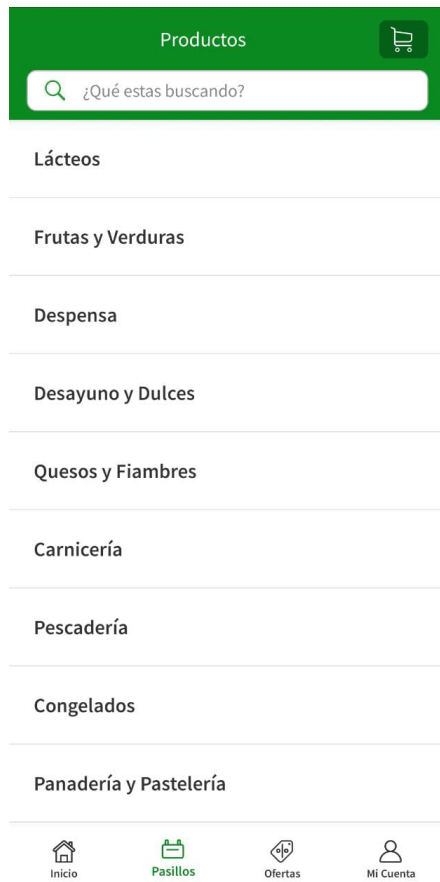 Productos
¿Qué estas buscando?
Lácteos
Frutas y Verduras
Despensa
Desayuno y Dulces
Quesos y Fiambres
Carnicería
Pescadería
Congelados
Panadería y Pastelería
Inicio
Pasillos
Ofertas
Mi Cuenta